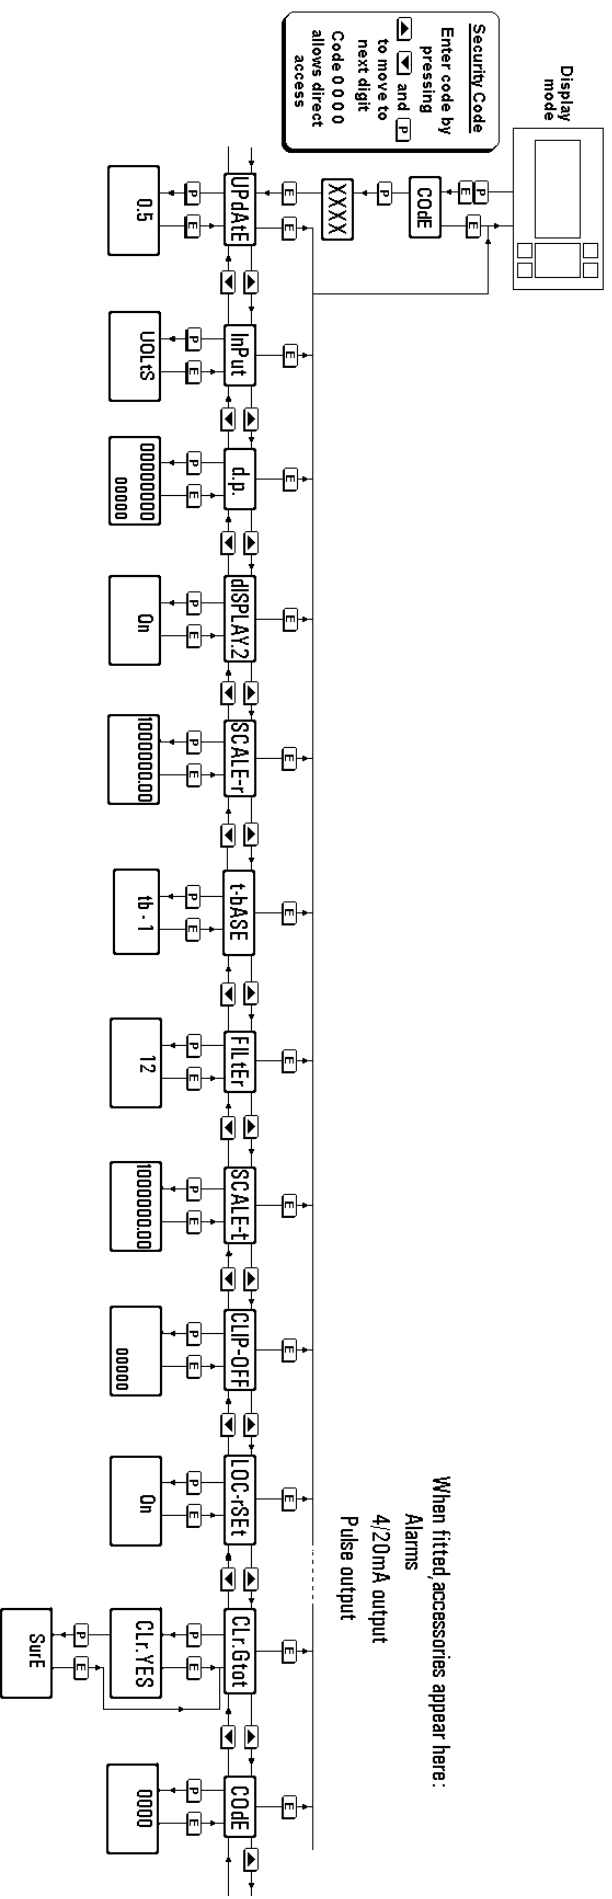 Display
mode
Security Code
Enter code by
pressing
and P
to move to
next digit
Code 0 0 0 0
allows direct
access
P
E E
COdE
P
XXXX
When fitted,accessories appear here:
Alarms
4/20mA output
Pulse output
E E E E E E E E E E E E E
UPdAtE InPut d.p. dISPLAY.2 SCALE-r t-bASE FILtEr SCALE-t CLIP-OFF LOC-rSEt CLr.Gtot COdE
P E P E P E P E P E P E P E P E P E P E P E P E
0.5
UOLtS
00000000
00000
On
1000000.00
tb - 1
12
1000000.00
00000
On
CLr.YES
0000
P E
SurE